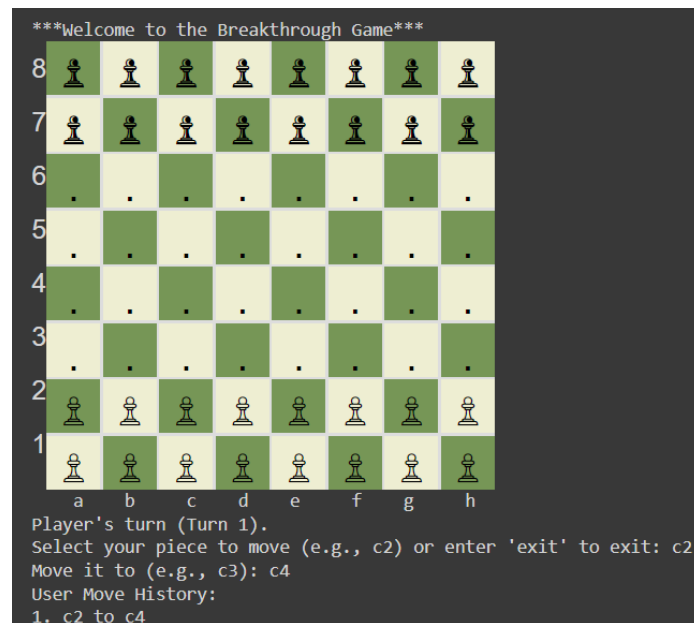 ***Welcome to the Breakthrough Game***
8
7
6 . . . . . . . .
5 . . . . . . . .
4 . . . . . . . .
3 . . . . . . . .
2
1
a b c d e f g h
Player's turn (Turn 1).
Select your piece to move (e.g., c2) or enter 'exit' to exit: c2
Move it to (e.g., c3): c4
User Move History:
1. c2 to c4